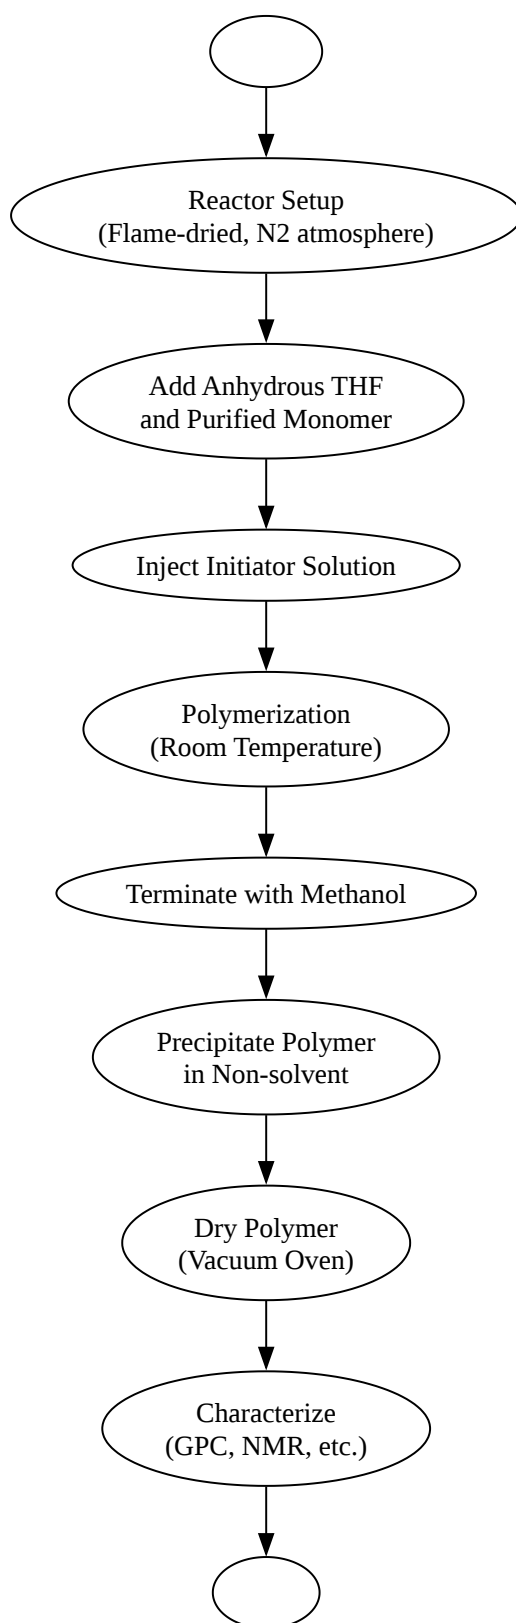 Reactor Setup
(Flame-dried, N2 atmosphere)
Add Anhydrous THF
and Purified Monomer
Inject Initiator Solution
Polymerization
(Room Temperature)
Terminate with Methanol
Precipitate Polymer
in Non-solvent
Dry Polymer
(Vacuum Oven)
Characterize
(GPC, NMR, etc.)